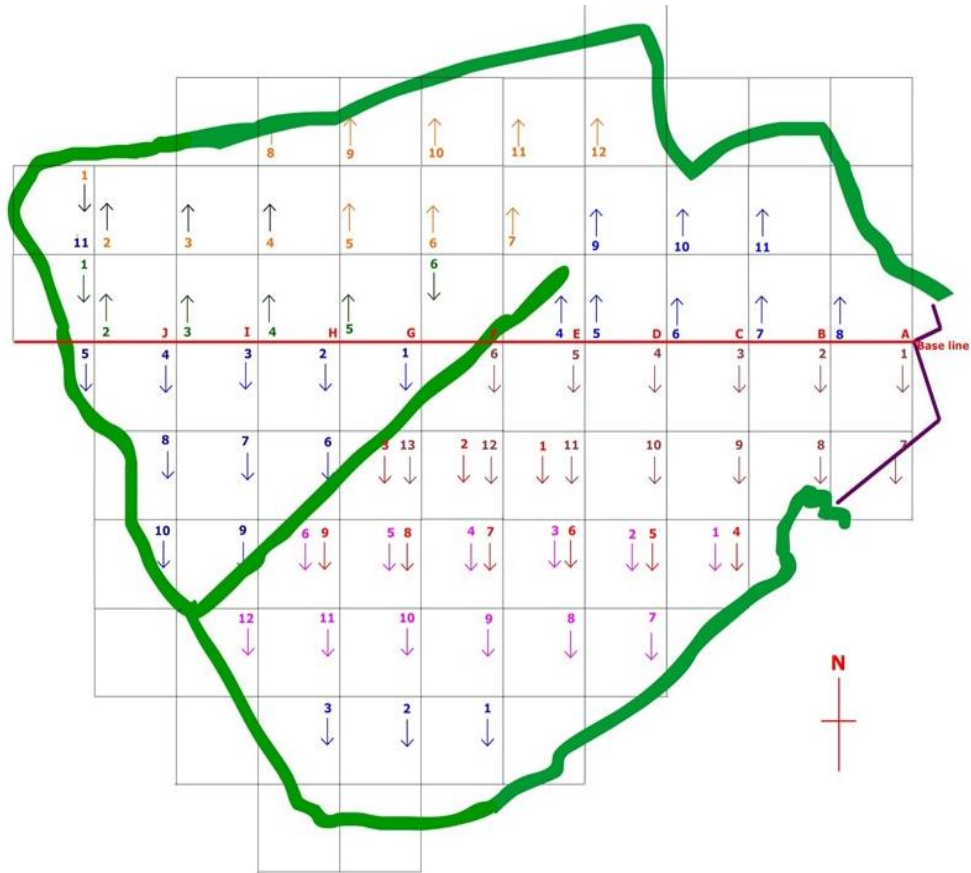 8 9 10 11 12
1
11 2 3 4 5 6 7 9 10 11
1 6
2 J 3 I 4 H 5 G F 4 E 5 D 6 C 7 B 8 A
Base line
5 4 3 2 1 6 5 4 3 2 1
8 7 6 3 13 2 12 1 11 10 9 8 7
10 9 6 9 5 8 4 7 3 6 2 5 1 4
12 11 10 9 8 7
N
3 2 1